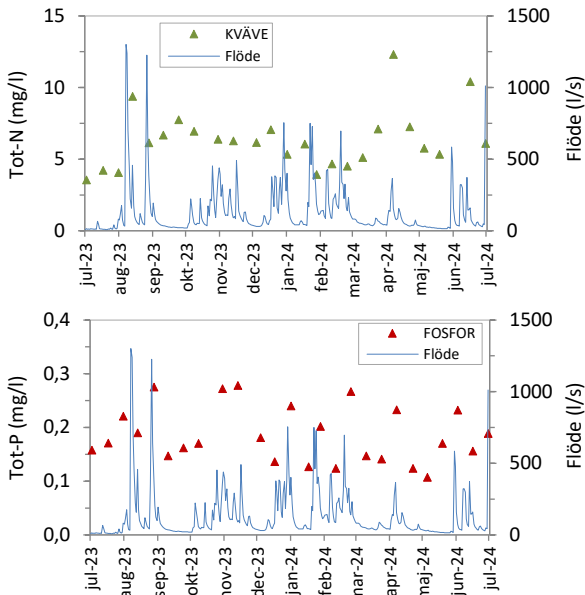 15
1500
KVÄVE
Flöde
10
1000
Tot-N (mg/l)
Flöde (l/s)
5
500
0
0
jul-23
aug-23
sep-23
okt-23
nov-23
dec-23
jan-24
feb-24
mar-24
apr-24
maj-24
jun-24
jul-24
0,4
1500
FOSFOR
Flöde
0,3
1000
Tot-P (mg/l)
0,2
Flöde (l/s)
500
0,1
0,0
0
jul-23
aug-23
sep-23
okt-23
nov-23
dec-23
jan-24
feb-24
mar-24
apr-24
maj-24
jun-24
jul-24